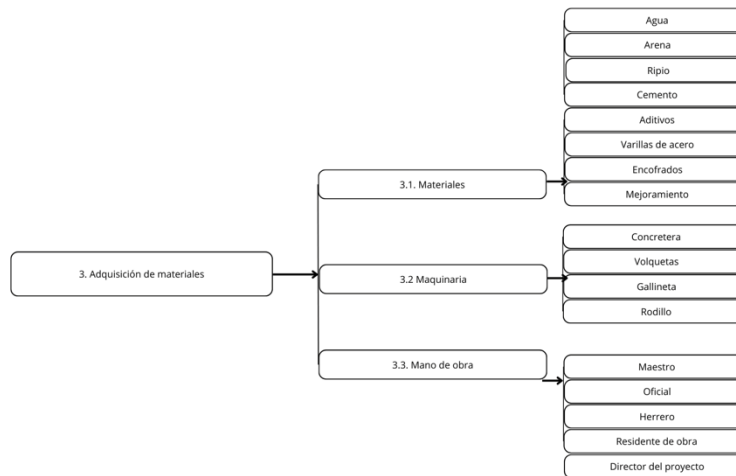 3. Adquisición de materiales
3.1. Materiales
Agua
Arena
Ripio
Cemento
Aditivos
Varillas de acero
Encofrados
Mejoramiento
3.2 Maquinaria
Concretera
Volquetas
Gallineta
Rodillo
3.3. Mano de obra
Maestro
Oficial
Herrero
Residente de obra
Director del proyecto